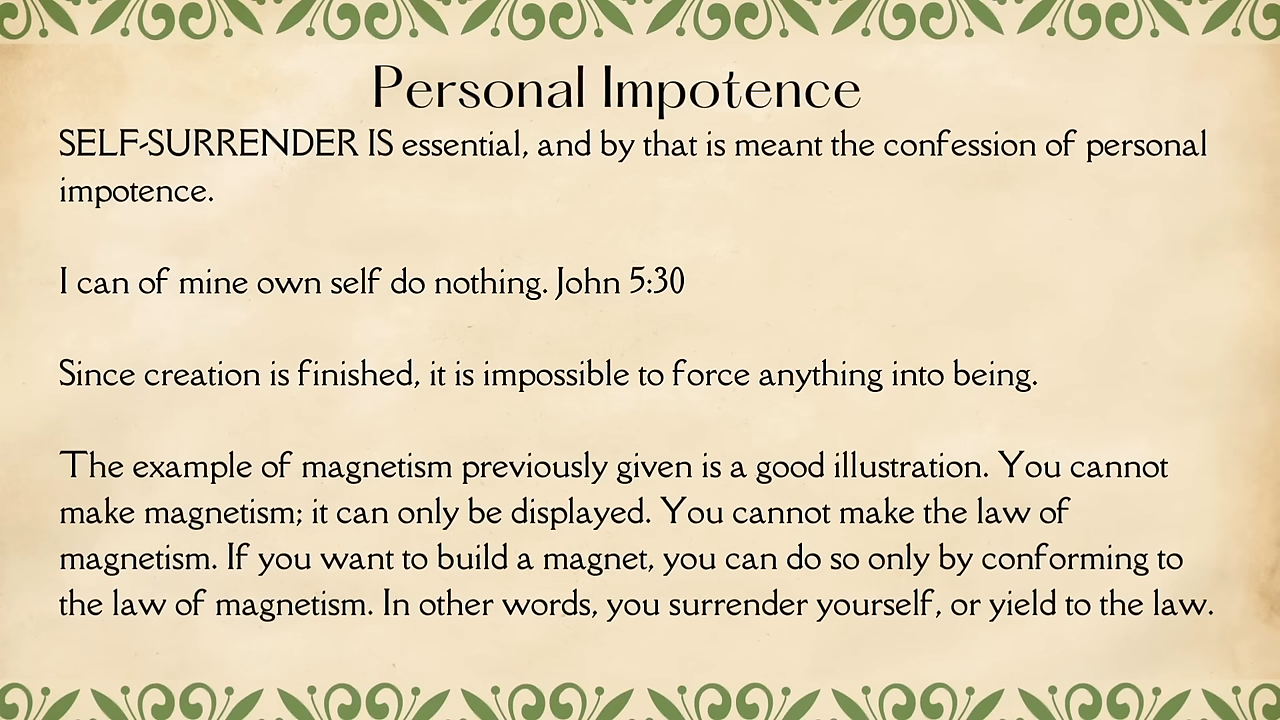 Personal Impotence
SELF-SURRENDER IS essential, and by that is meant the confession of personal
impotence.
I can of mine own self do nothing. John 5:30
Since creation is finished, it is impossible to force anything into being.
The example of magnetism previously given is a good illustration. You cannot
make magnetism; it can only be displayed. You cannot make the law of
magnetism. If you want to build a magnet, you can do so only by conforming to
the law of magnetism. In other words, you surrender yourself, or yield to the law.